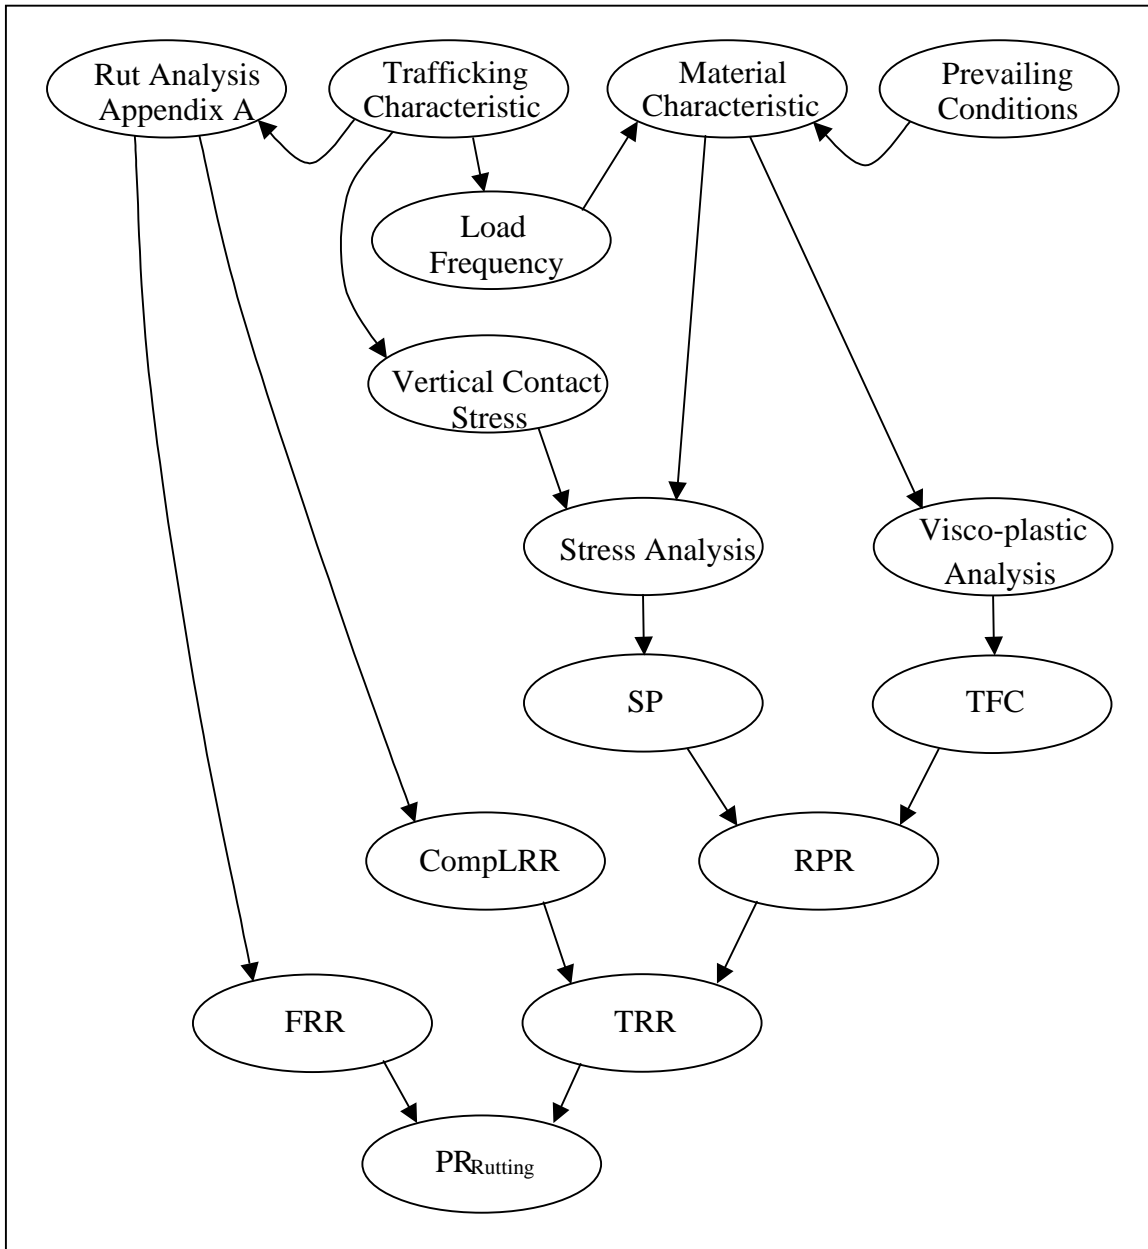 Rut Analysis
Appendix A
Trafficking
Characteristic
Material
Characteristic
Prevailing
Conditions
Load
Frequency
Vertical Contact
Stress
Stress Analysis
Visco-plastic
Analysis
SP
TFC
CompLRR
RPR
FRR
TRR
PRRutting